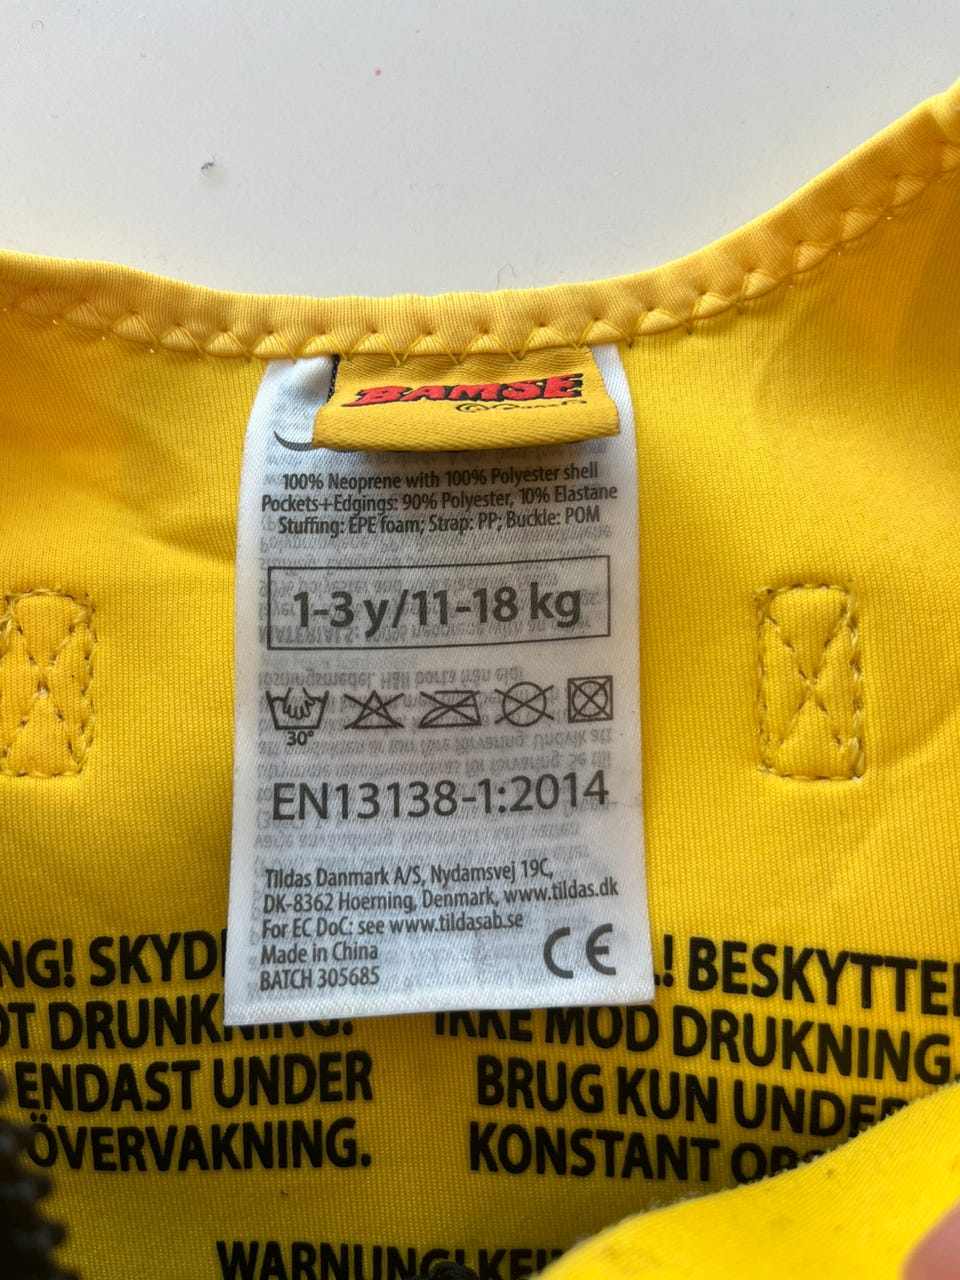 BAMSE
100% Neoprene with 100% Polyester shell
Pockets+Edgings: 90% Polyester, 10% Elastane
Stuffing: EPE foam; Strap: PP; Buckle: POM
1-3 y/11-18 kg
30°
EN13138-1:2014
Tildas Danmark A/S, Nydamsvej 19C,
DK-8362 Hoerning, Denmark, www.tildas.dk
For EC DoC: see www.tildasab.se
Made in China
BATCH 305685
CE
NG! SKYD
OT DRUNKNING.
ENDAST UNDER
ÖVERVAKNING.
L! BESKYTTE
IKKE MOD DRUKNING.
BRUG KUN UNDE
KONSTANT
WARNUNG! KEI